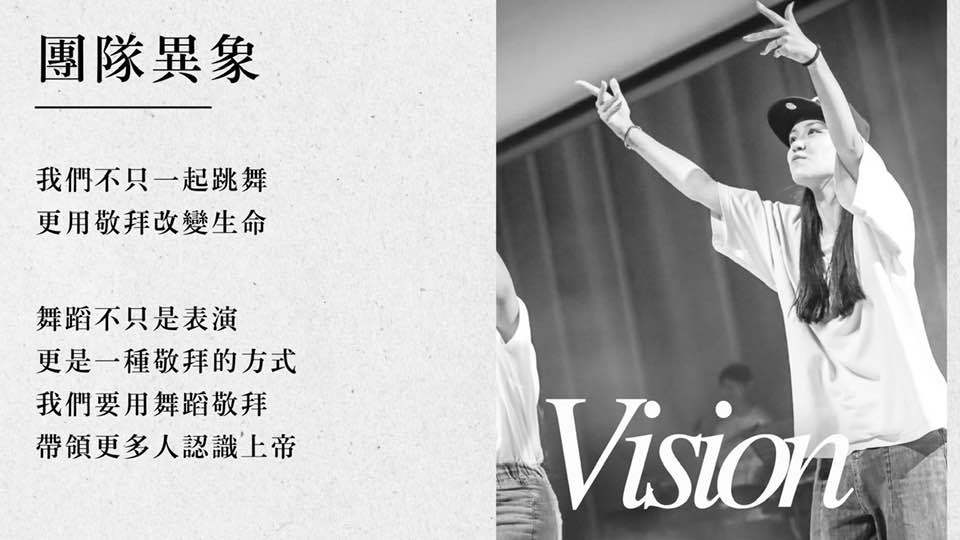 團隊異象
我們不只一起跳舞
更用敬拜改變生命
舞蹈不只是表演
更是一種敬拜的方式
我們要用舞蹈敬拜
帶領更多人認識上帝
Vision